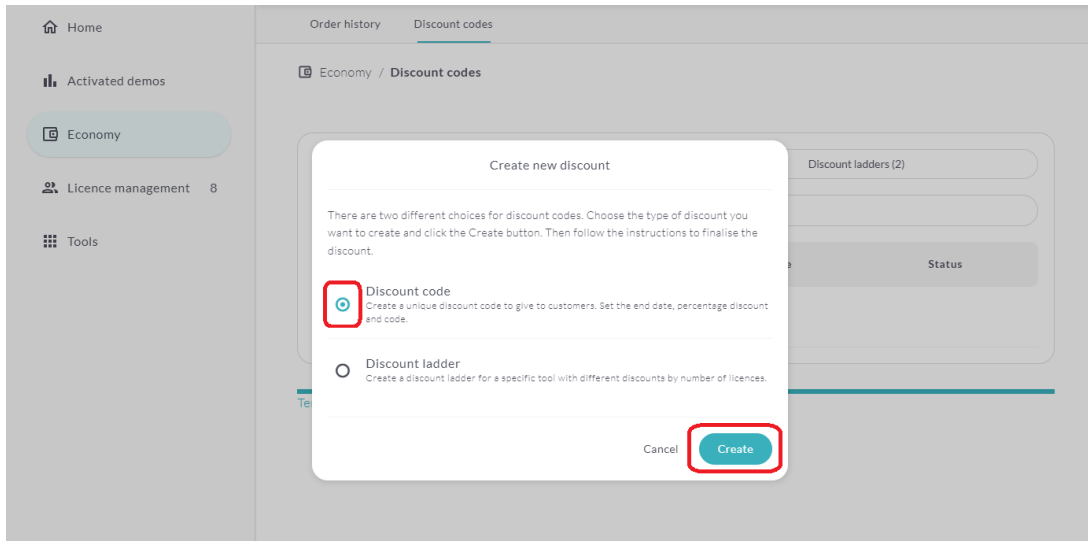 Home
Order history
Discount codes
Activated demos
Economy / Discount codes
Economy
Licence management 8
Tools
Discount ladders (2)
Status
Create new discount
There are two different choices for discount codes. Choose the type of discount you
want to create and click the Create button. Then follow the instructions to finalise the
discount.
Discount code
Create a unique discount code to give to customers. Set the end date, percentage discount
and code.
Discount ladder
Create a discount ladder for a specific tool with different discounts by number of licences.
Cancel
Create